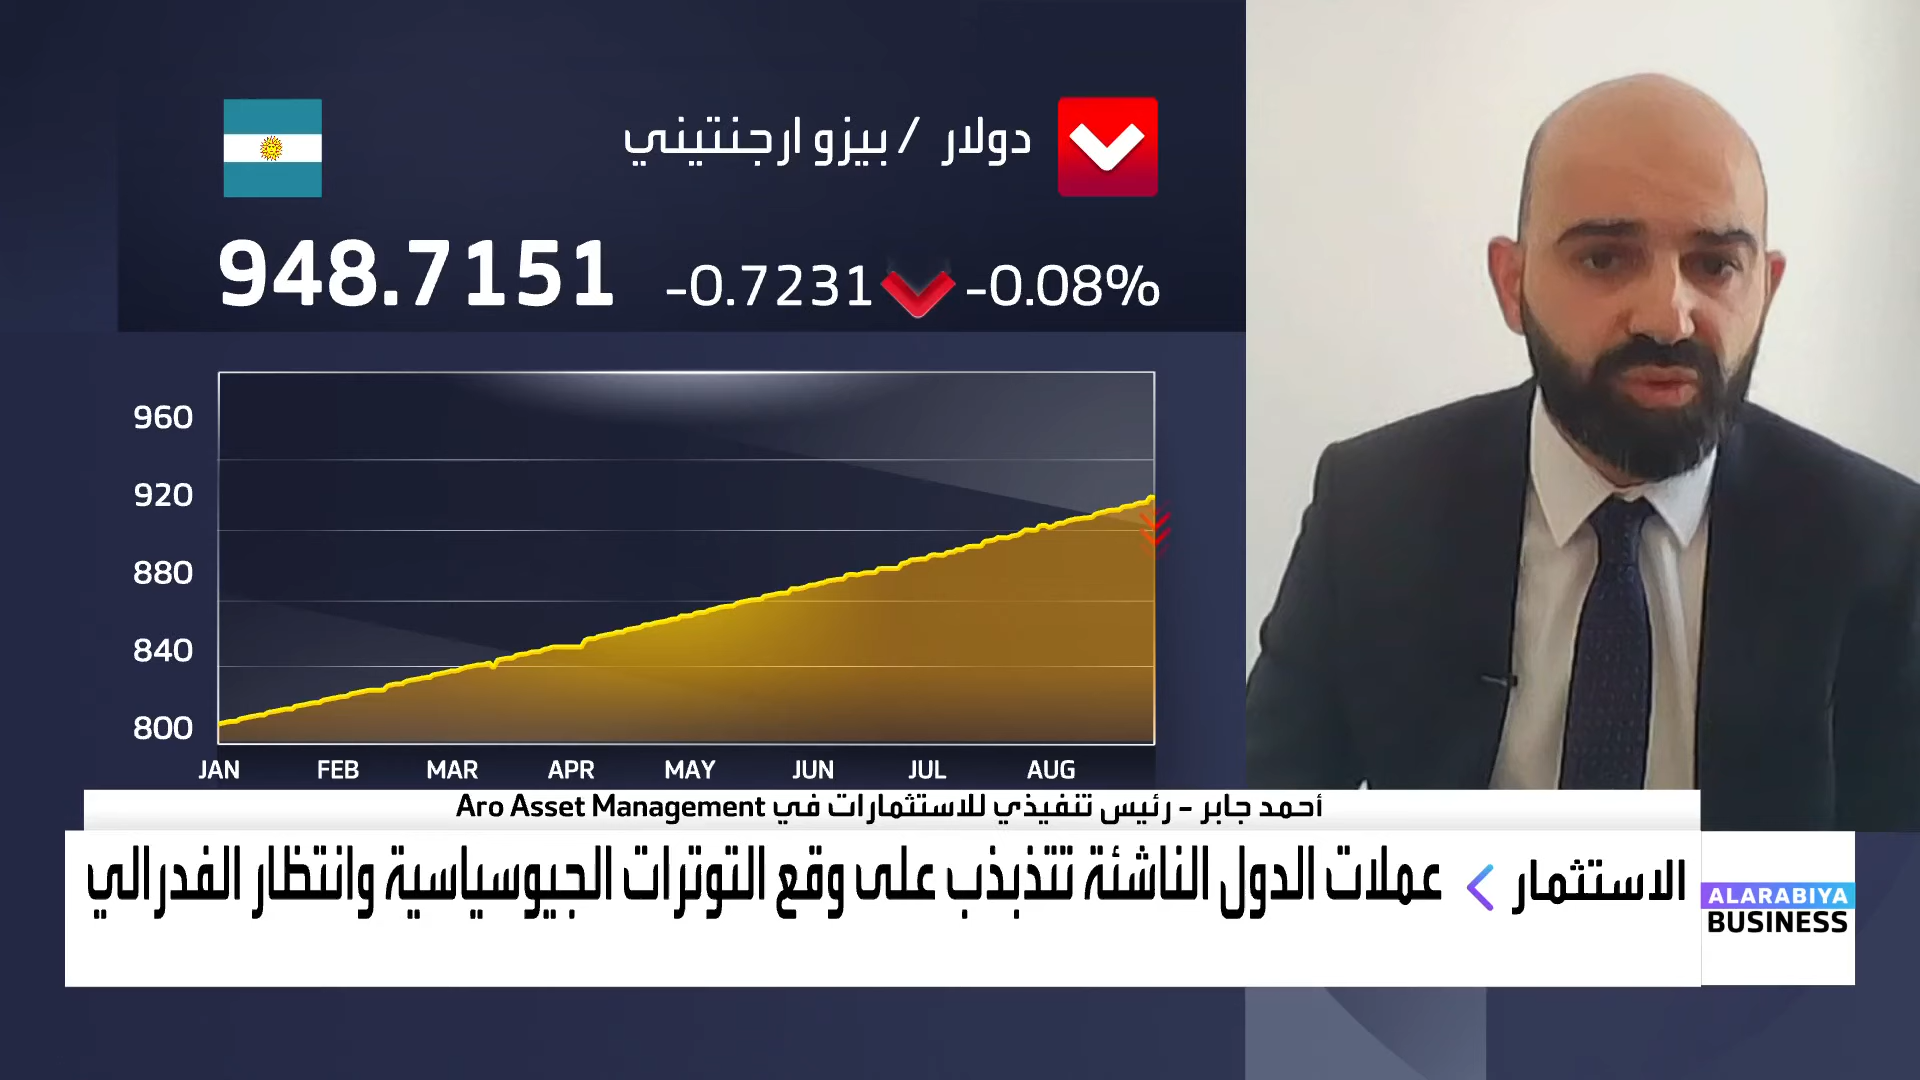 دولار / بيزو ارجنتيني
948.7151 -0.7231 -0.08%
960
920
880
840
800
JAN FEB MAR APR MAY JUN JUL AUG
أحمد جابر - رئيس تنفيذي للاستثمارات في Aro Asset Management
الاستثمار
عملات الدول الناشئة تتذبذب على وقع التوترات الجيوسياسية وانتظار الفدرالي
ALARABIYA
BUSINESS